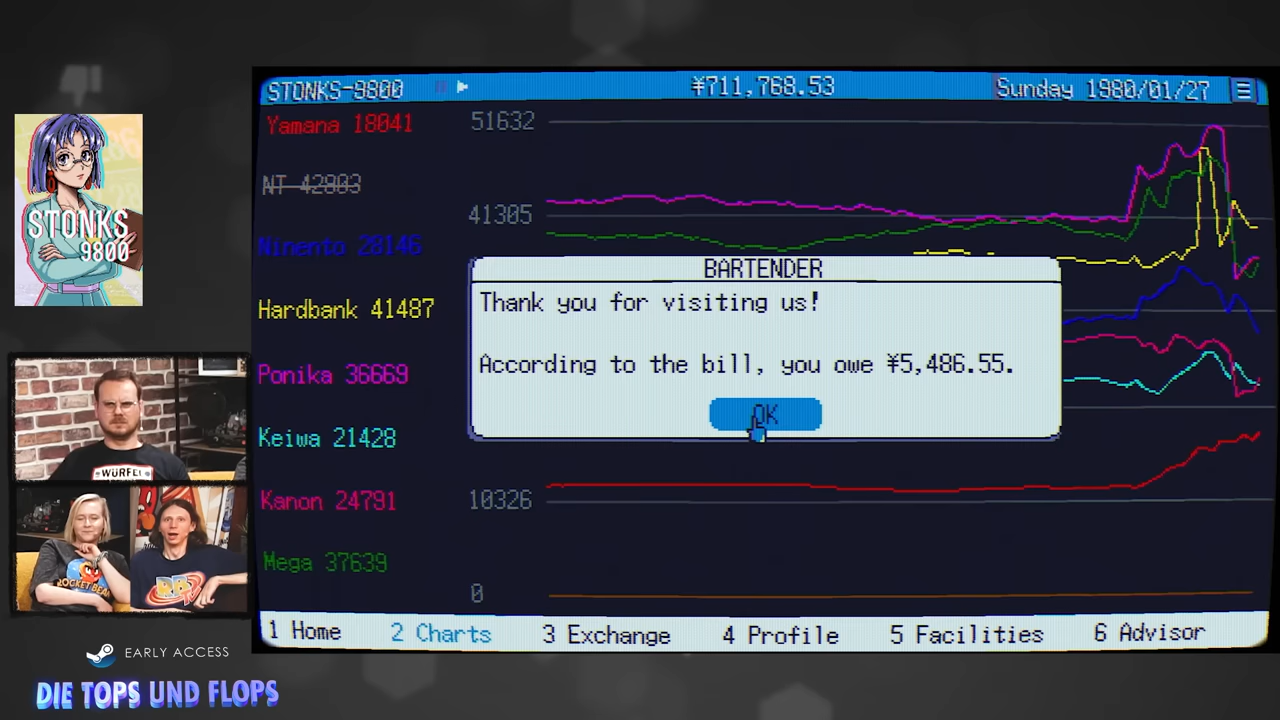 STONKS-9800
¥711,768.53
Sunday 1980/01/27
Yamana 18041
NT 42803
Ninento 28146
Hardbank 41487
Ponika 36669
Keiwa 21428
Kanon 24791
Mega 37639
51632
41305
10326
0
BARTENDER
Thank you for visiting us!
According to the bill, you owe ¥5,486.55.
OK
1 Home
2 Charts
3 Exchange
4 Profile
5 Facilities
6 Advisor
STONKS
9800
WÜRFEL
ROCKET BEA
EARLY ACCESS
DIE TOPS UND FLOPS